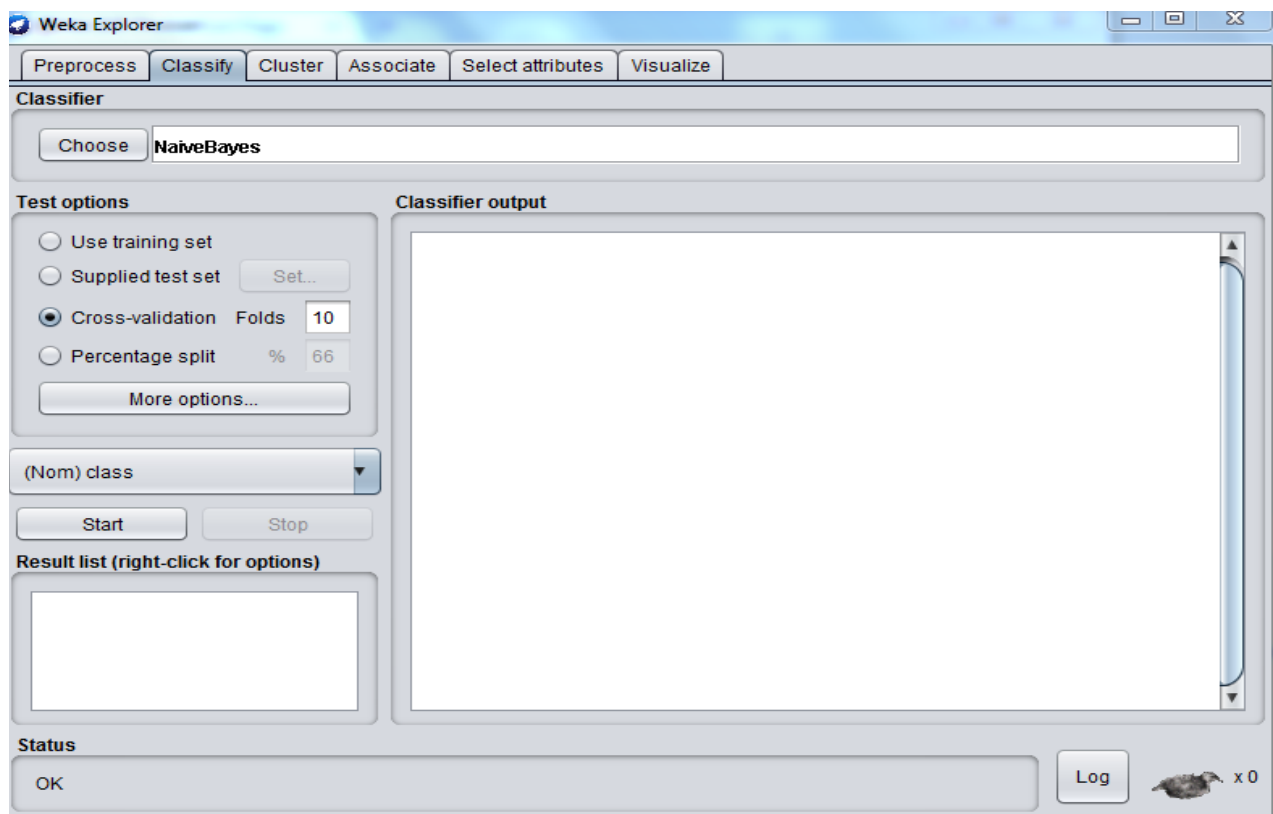 Weka Explorer
Preprocess Classify Cluster Associate Select attributes Visualize
Classifier
Choose NaiveBayes
Test options
Use training set
Supplied test set Set...
Cross-validation Folds 10
Percentage split % 66
More options...
(Nom) class
Start Stop
Result list (right-click for options)
Classifier output
Status
OK
Log x 0